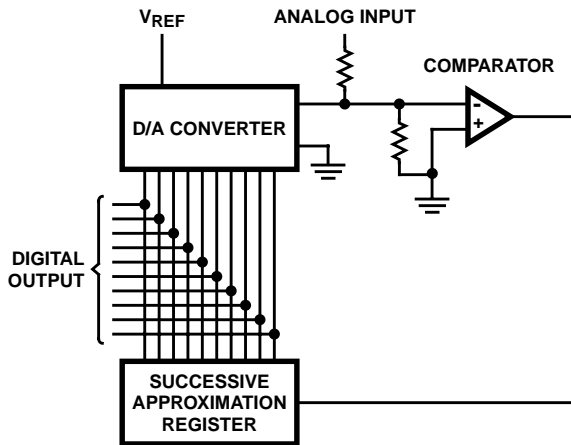 VREF
ANALOG INPUT
COMPARATOR
D/A CONVERTER
-
+
DIGITAL
OUTPUT
SUCCESSIVE
APPROXIMATION
REGISTER